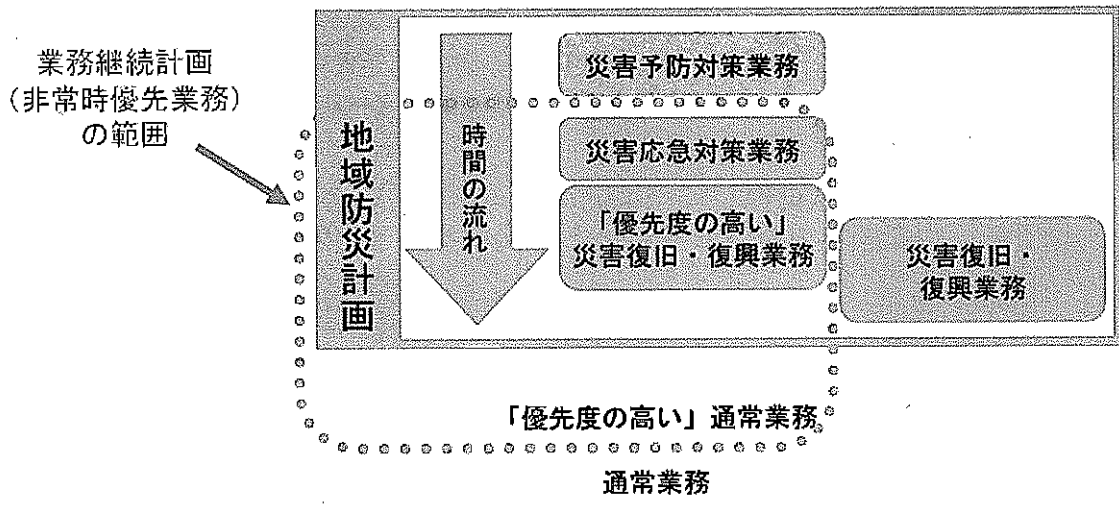 業務継続計画
（非常時優先業務）
の範囲
地域防災計画
時間の流れ
災害予防対策業務
災害応急対策業務
「優先度の高い」
災害復旧・復興業務
災害復旧・
復興業務
「優先度の高い」通常業務
通常業務